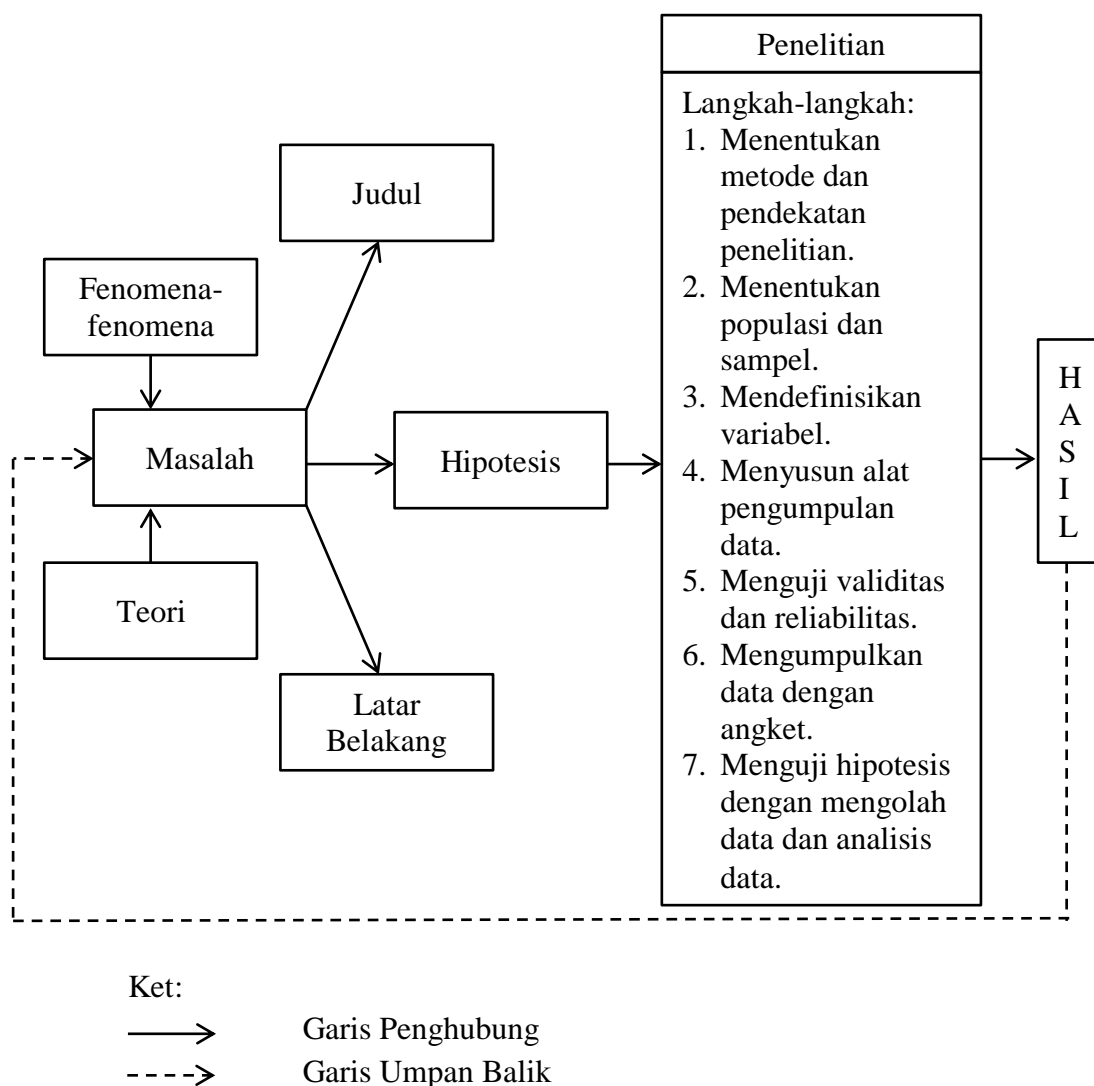 Penelitian
Langkah-langkah:
1. Menentukan
metode dan
pendekatan
penelitian.
2. Menentukan
populasi dan
sampel.
3. Mendefinisikan
variabel.
4. Menyusun alat
pengumpulan
data.
5. Menguji validitas
dan reliabilitas.
6. Mengumpulkan
data dengan
angket.
7. Menguji hipotesis
dengan mengolah
data dan analisis
data.
Judul
Fenomena-
fenomena
Masalah
Hipotesis
Teori
Latar
Belakang
H
A
S
I
L
Ket:
Garis Penghubung
Garis Umpan Balik